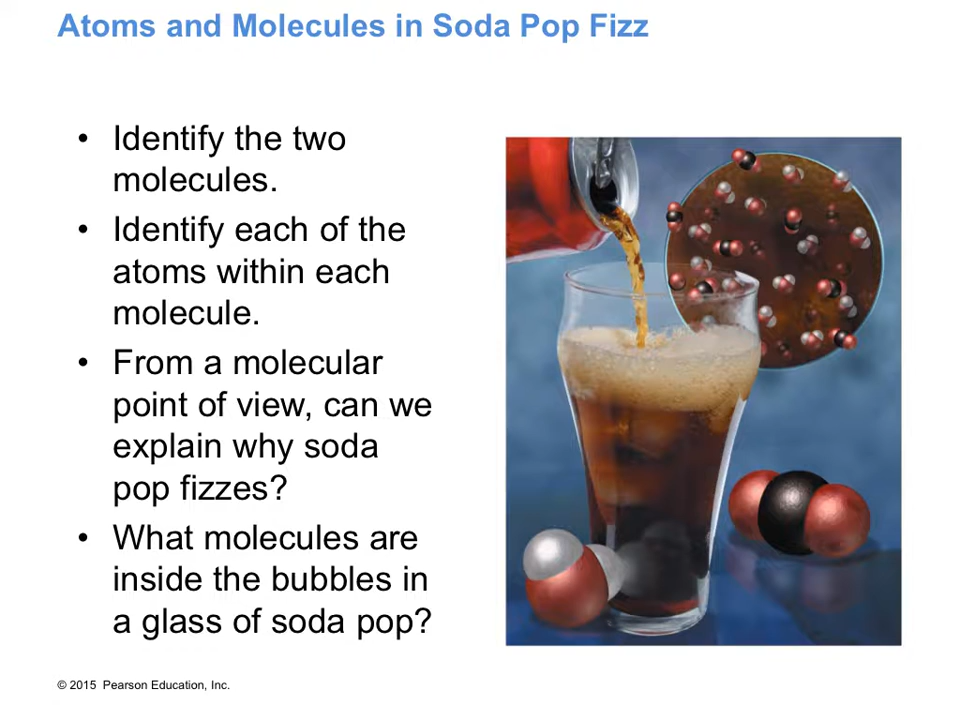 Atoms and Molecules in Soda Pop Fizz
• Identify the two
molecules.
• Identify each of the
atoms within each
molecule.
• From a molecular
point of view, can we
explain why soda
pop fizzes?
• What molecules are
inside the bubbles in
a glass of soda pop?
© 2015 Pearson Education, Inc.